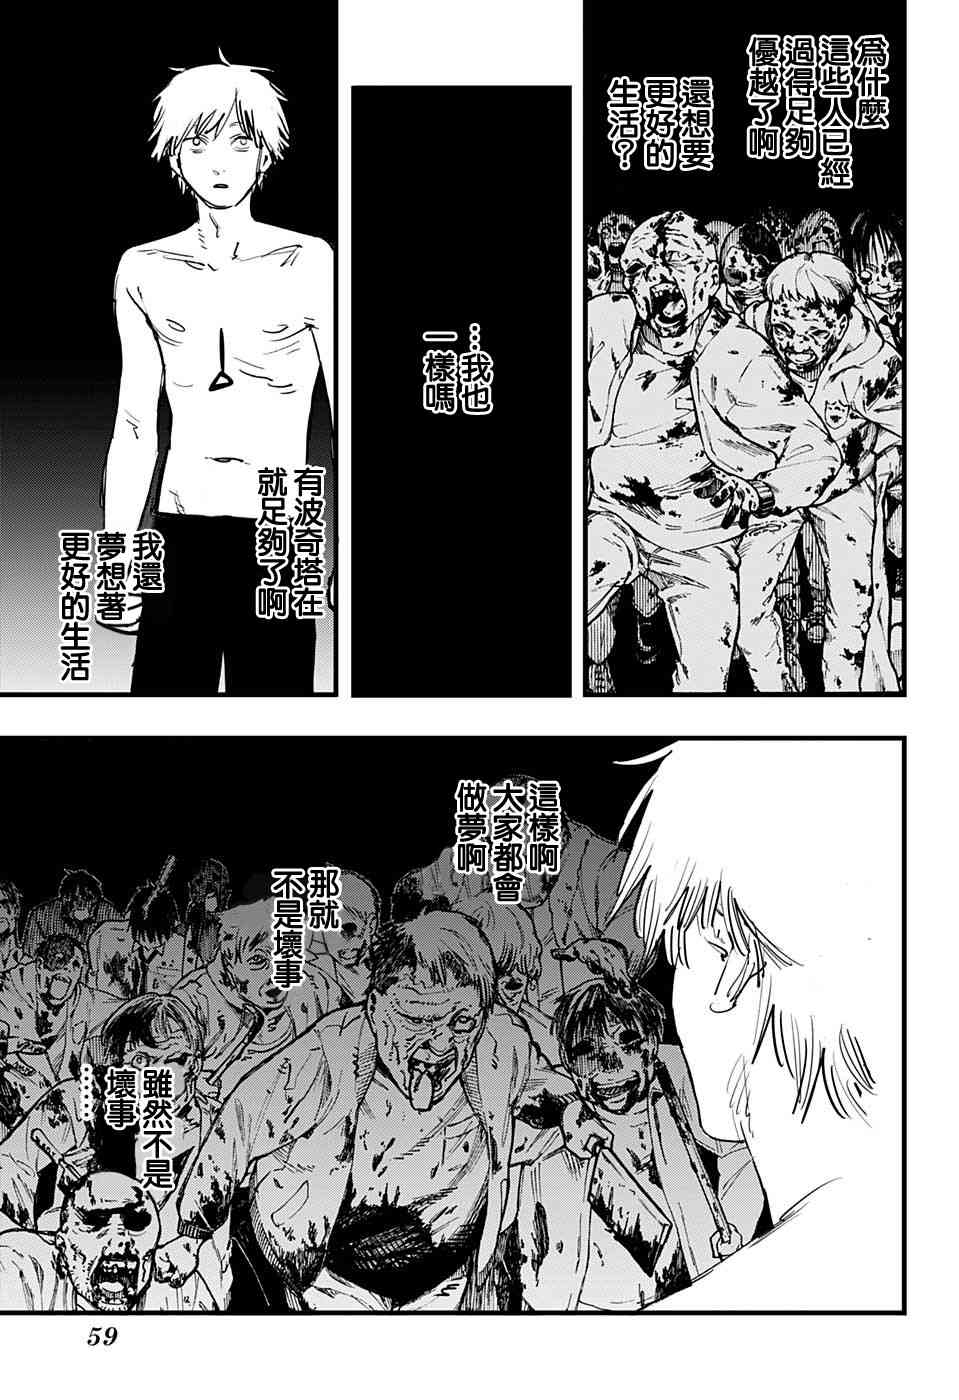 為什麼
這些人已經
過得足夠
優越了啊
還想要
更好的
生活？
…我也
一樣嗎
有波奇塔在
就足夠了啊
我還
夢想著
更好的生活
這樣啊
大家都會
做夢啊
那就
不是壞事
雖然不是
壞事
……
59